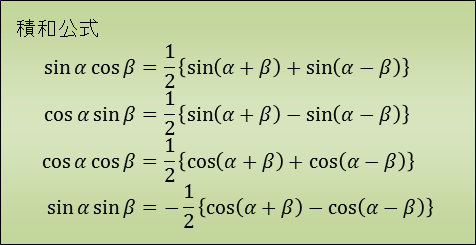 積和公式
sin α cos β = 1/2 {sin(α + β) + sin(α − β)}
cos α sin β = 1/2 {sin(α + β) − sin(α − β)}
cos α cos β = 1/2 {cos(α + β) + cos(α − β)}
sin α sin β = − 1/2 {cos(α + β) − cos(α − β)}